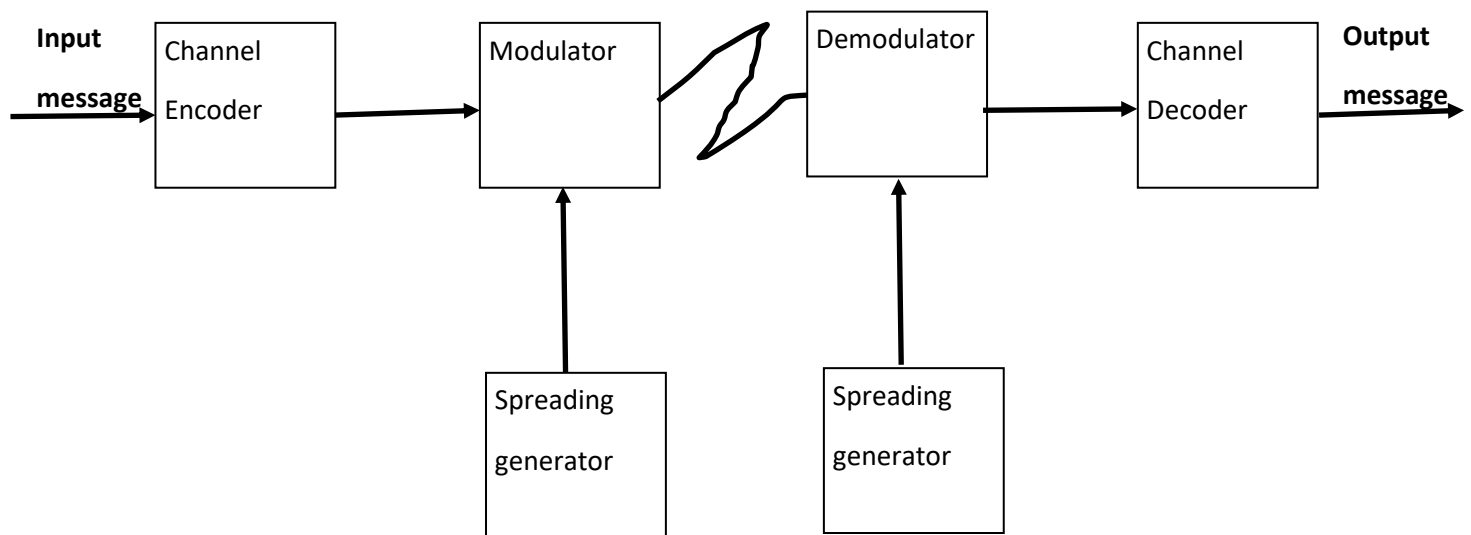 Input
message
Channel
Encoder
Modulator
Demodulator
Channel
Decoder
Output
message
Spreading
generator
Spreading
generator